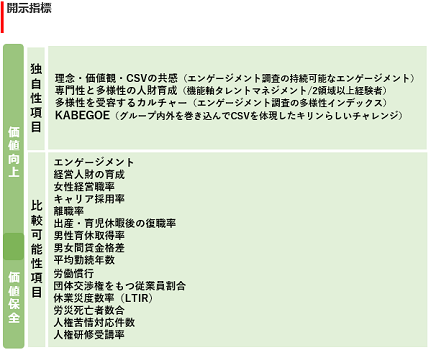 開示指標
価値向上
価値保全
独自性項目
理念・価値観・CSVの共感（エンゲージメント調査の持続可能なエンゲージメント）
専門性と多様性の人財育成（機能軸タレントマネジメント/2領域以上経験者）
多様性を受容するカルチャー（エンゲージメント調査の多様性インデックス）
KABEGOE（グループ内外を巻き込んでCSVを体現したキリンらしいチャレンジ）
比較可能性項目
エンゲージメント
経営人財の育成
女性経営職率
キャリア採用率
離職率
出産・育児休暇後の復職率
男性育休取得率
男女間賃金格差
平均勤続年数
労働慣行
団体交渉権をもつ従業員割合
休業災度数率（LTIR）
労災死亡者数合
人権苦情対応件数
人権研修受講率